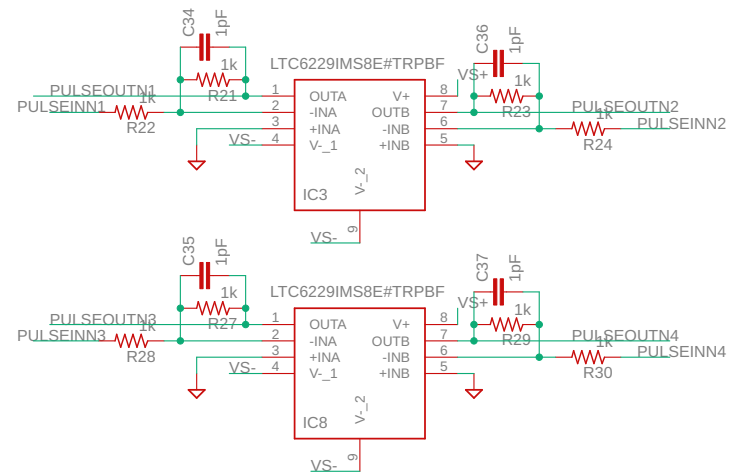 C34
1pF
1k
R21
PULSEOUTN1
PULSEINN1
1k
R22
VS-
LTC6229IMS8E#TRPBF
1
2
3
4
OUTA
-INA
+INA
V-_1
V+
OUTB
-INB
+INB
8
7
6
5
V-_2
IC3
9
VS-
VS+
C36
1pF
1k
R23
PULSEOUTN2
PULSEINN2
1k
R24
C35
1pF
1k
R27
PULSEOUTN3
PULSEINN3
1k
R28
VS-
LTC6229IMS8E#TRPBF
1
2
3
4
OUTA
-INA
+INA
V-_1
V+
OUTB
-INB
+INB
8
7
6
5
V-_2
IC8
9
VS-
VS+
C37
1pF
1k
R29
PULSEOUTN4
PULSEINN4
1k
R30